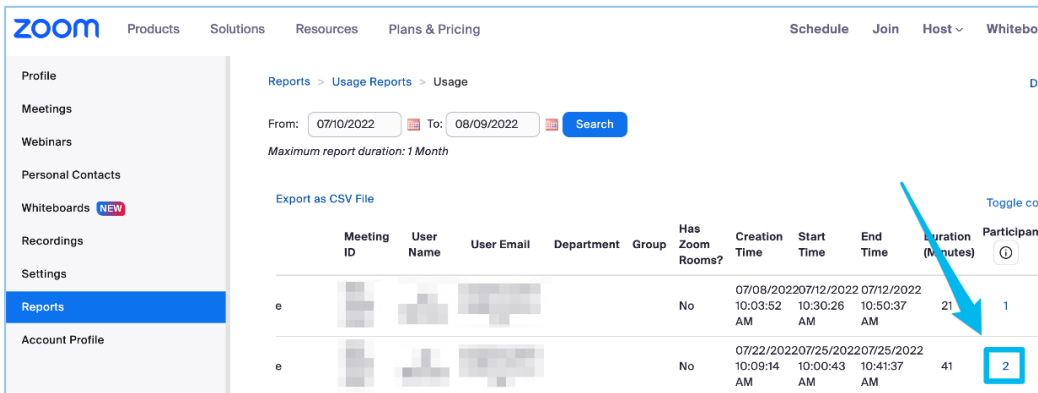 zoom Products Solutions Resources Plans & Pricing Schedule Join Host Whitebo
Profile
Meetings
Webinars
Personal Contacts
Whiteboards NEW
Recordings
Settings
Reports
Account Profile
Reports > Usage Reports > Usage D
From: 07/10/2022 To: 08/09/2022 Search
Maximum report duration: 1 Month
Export as CSV File
Toggle co
Meeting ID User Name User Email Department Group Has Zoom Rooms? Creation Time Start Time End Time Duration (Minutes) Participan
e No 07/08/2022 10:03:52 AM 07/12/2022 10:30:26 AM 07/12/2022 10:50:37 AM 21 1
e No 07/22/2022 10:09:14 AM 07/25/2022 10:00:43 AM 07/25/2022 10:41:37 AM 41 2